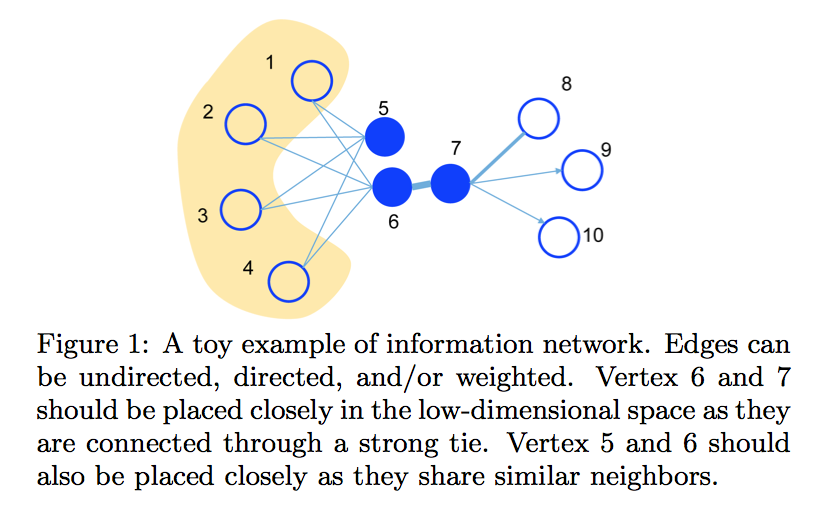 1
2
3
4
5
6
7
8
9
10
Figure 1: A toy example of information network. Edges can
be undirected, directed, and/or weighted. Vertex 6 and 7
should be placed closely in the low-dimensional space as they
are connected through a strong tie. Vertex 5 and 6 should
also be placed closely as they share similar neighbors.